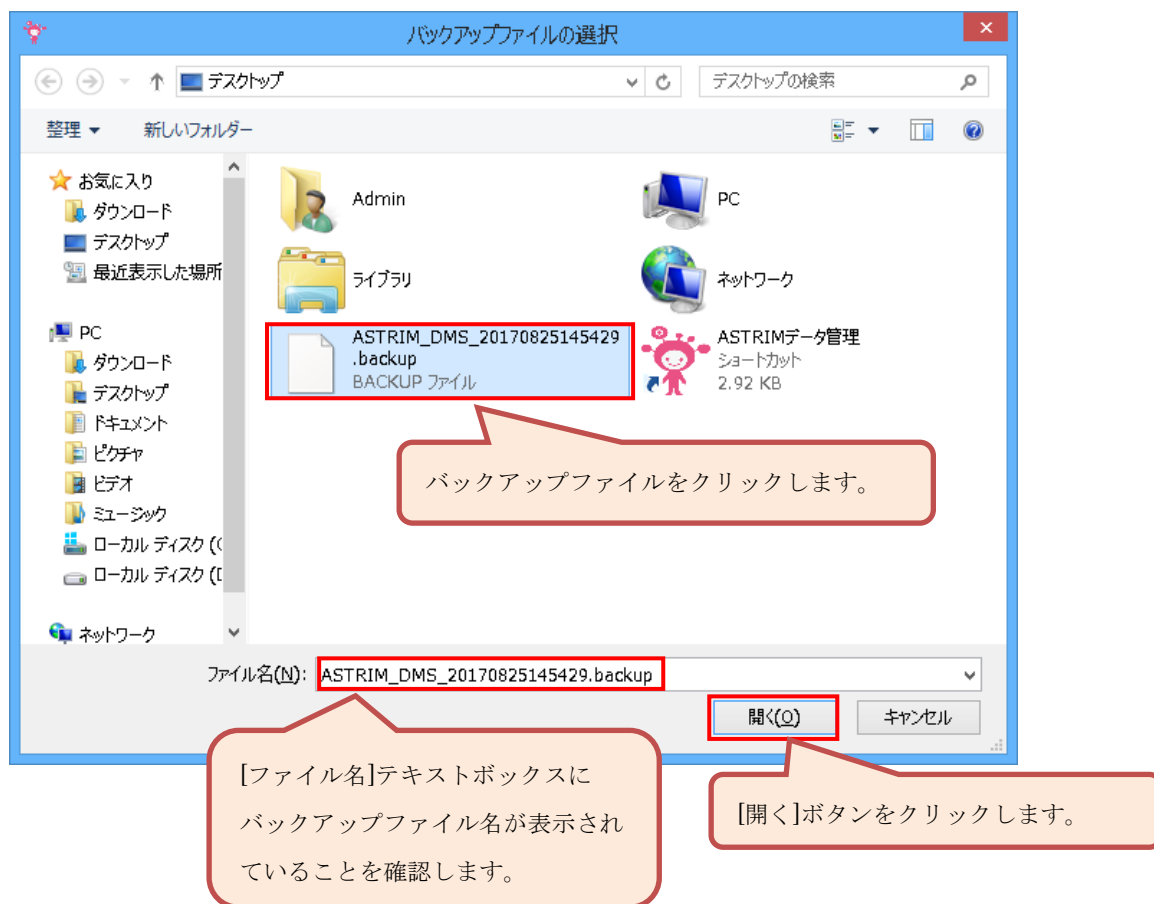 バックアップファイルの選択
デスクトップ
デスクトップの検索
整理
新しいフォルダー
お気に入り
ダウンロード
デスクトップ
最近表示した場所
PC
ダウンロード
デスクトップ
ドキュメント
ピクチャ
ビデオ
ミュージック
ローカル ディスク (
ローカル ディスク (
ネットワーク
Admin
PC
ライブラリ
ネットワーク
ASTRIM_DMS_20170825145429
.backup
BACKUP ファイル
ASTRIMデータ管理
ショートカット
2.92 KB
バックアップファイルをクリックします。
ファイル名(N):
ASTRIM_DMS_20170825145429.backup
開く(O)
キャンセル
[ファイル名]テキストボックスに
バックアップファイル名が表示され
ていることを確認します。
[開く]ボタンをクリックします。